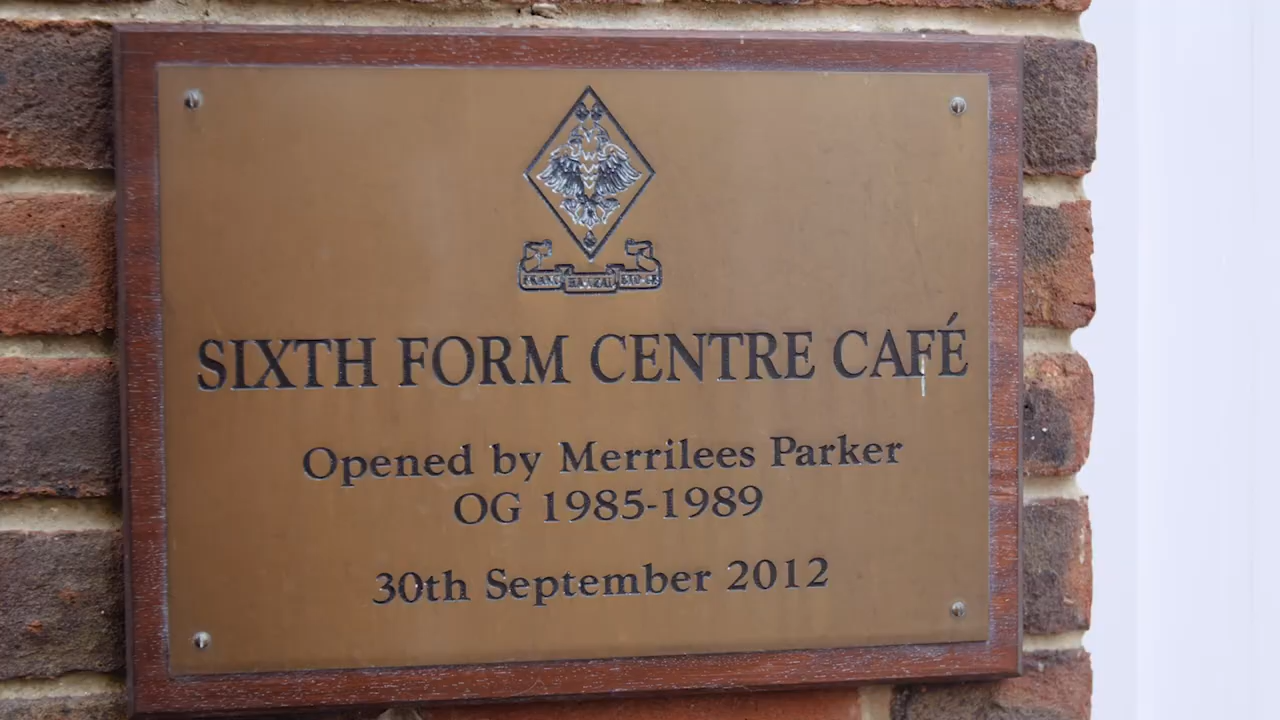 SIXTH FORM CENTRE CAFÉ
Opened by Merrilees Parker
OG 1985-1989
30th September 2012